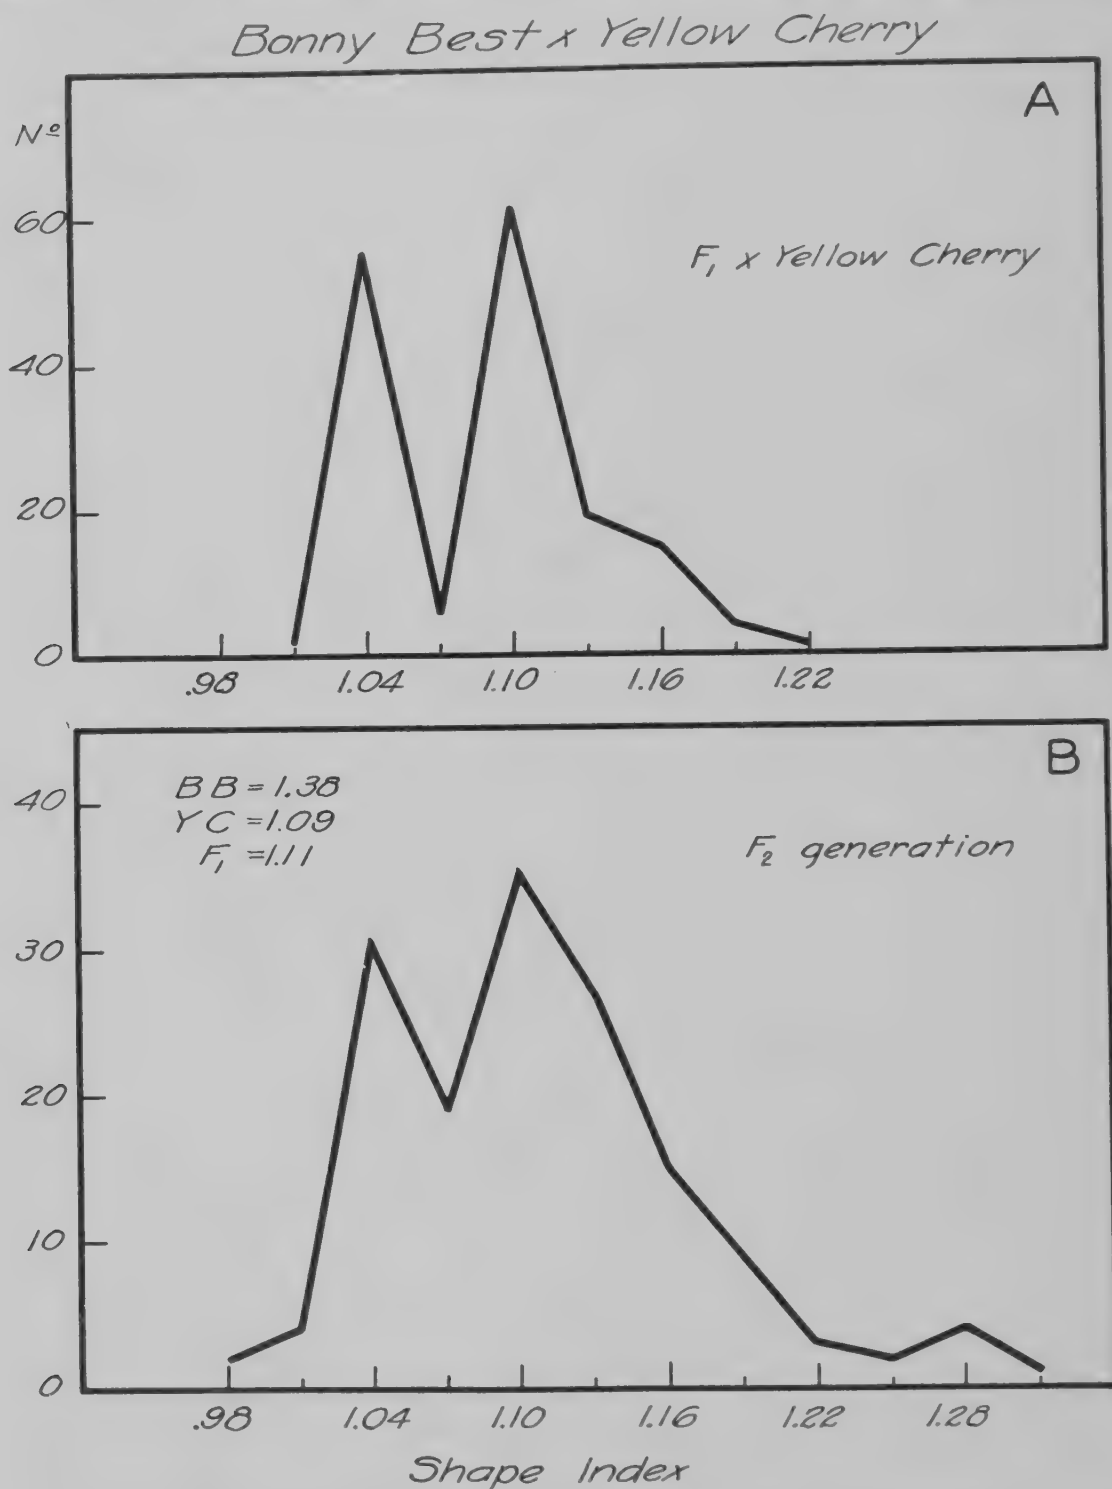 Bonny Best x Yellow Cherry
A
Nº
60
F₁ x Yellow Cherry
40
20
0
.98 1.04 1.10 1.16 1.22
B
BB = 1.38
YC = 1.09
F₁ = 1.11
40
F₂ generation
30
20
10
0
.98 1.04 1.10 1.16 1.22 1.28
Shape Index